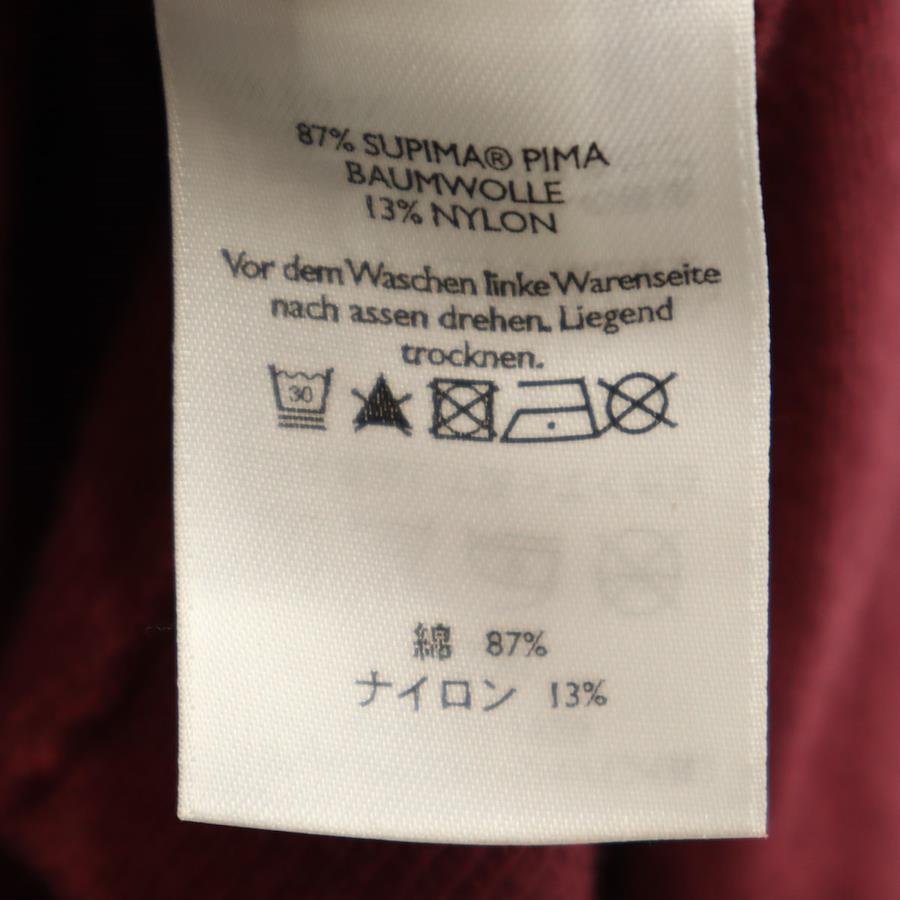 87% SUPIMA® PIMA
BAUMWOLLE
13% NYLON
Vor dem Waschen linke Warenseite
nach assen drehen. Liegend
trocknen.
30
綿 87%
ナイロン 13%